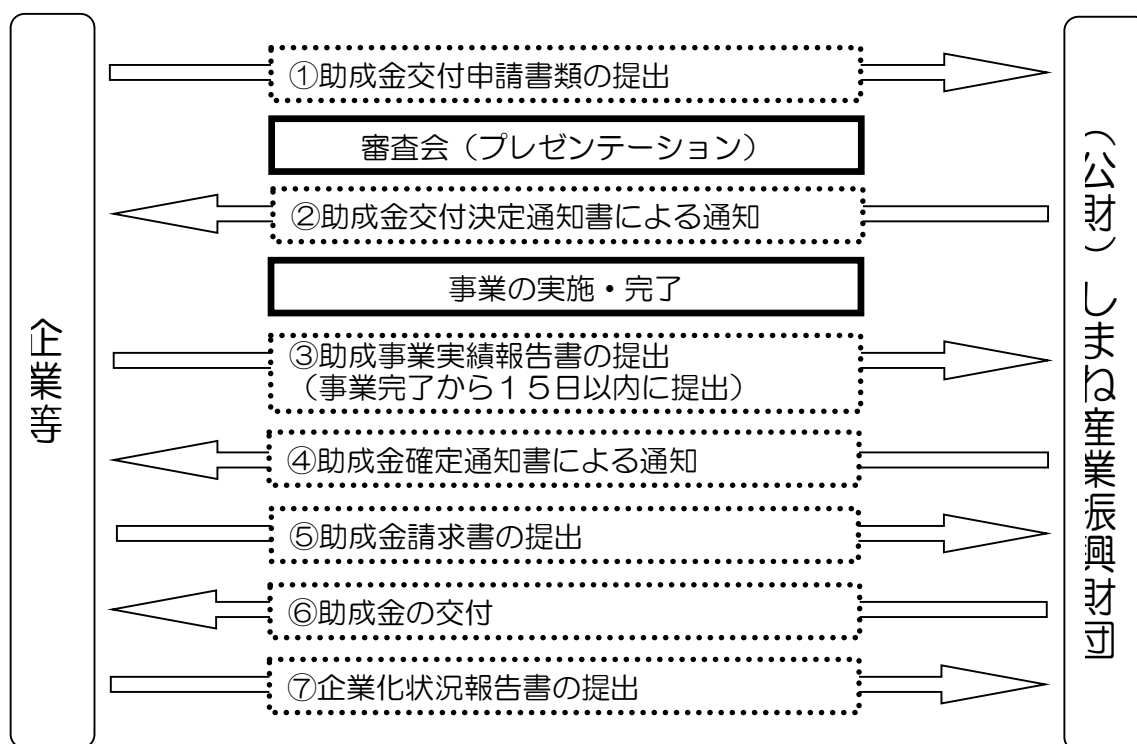 企業等
①助成金交付申請書類の提出
審査会（プレゼンテーション）
②助成金交付決定通知書による通知
事業の実施・完了
③助成事業実績報告書の提出
（事業完了から１５日以内に提出）
④助成金確定通知書による通知
⑤助成金請求書の提出
⑥助成金の交付
⑦企業化状況報告書の提出
（公財）しまね産業振興財団